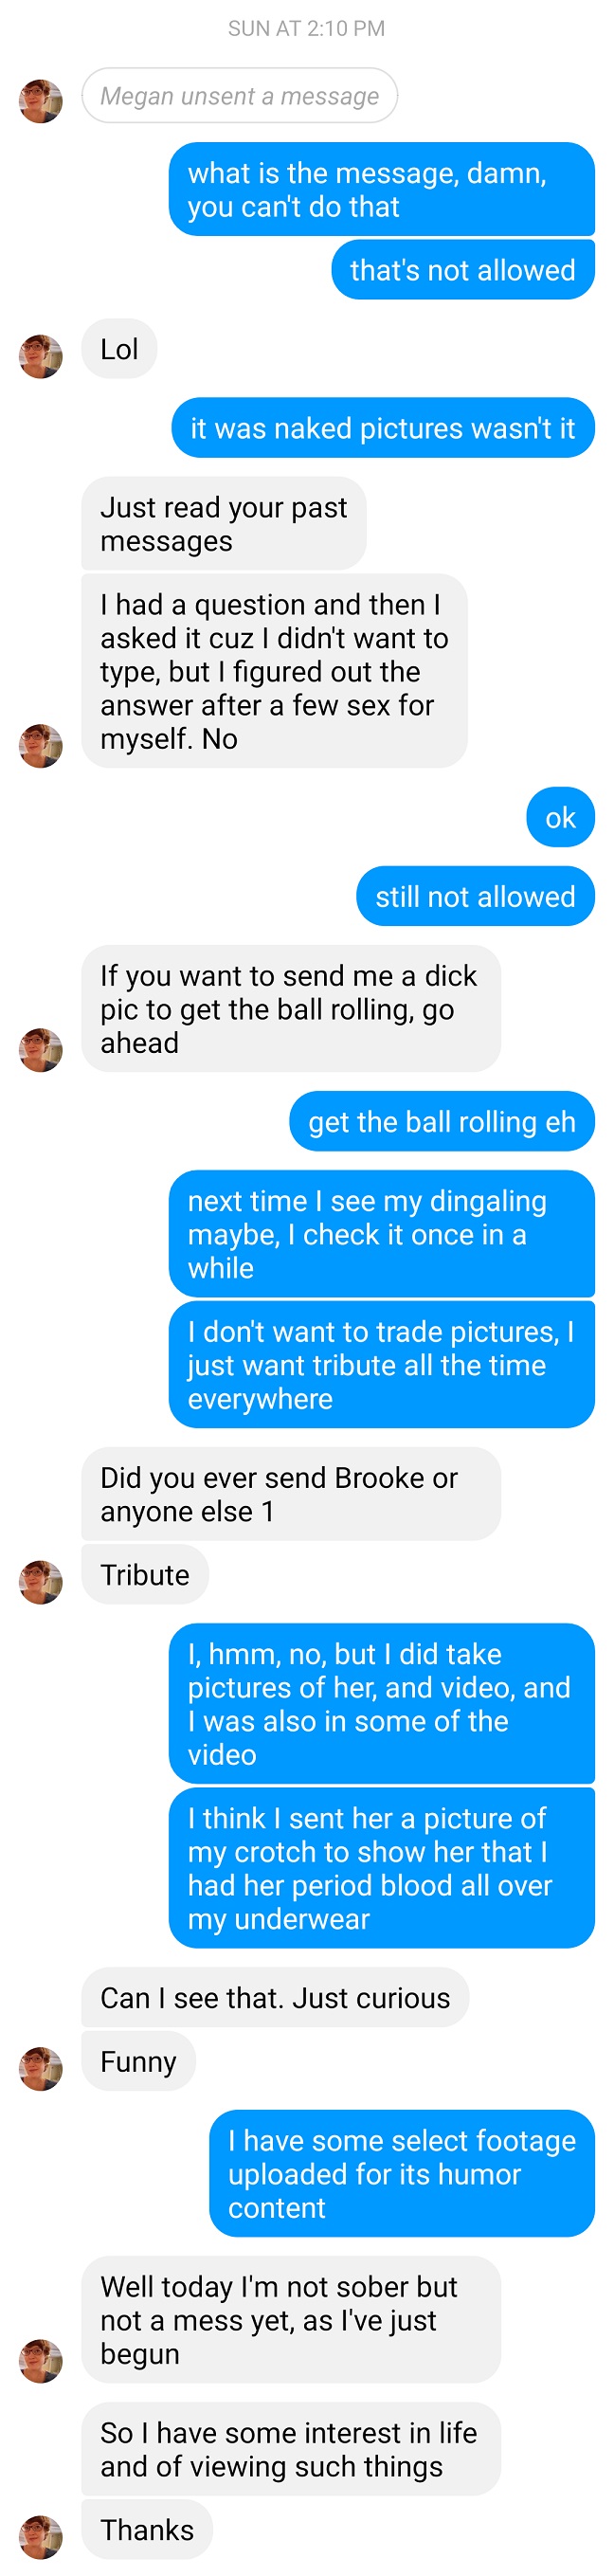 SUN AT 2:10 PM
Megan unsent a message
what is the message, damn,
you can't do that
that's not allowed
Lol
it was naked pictures wasn't it
Just read your past
messages
I had a question and then I
asked it cuz I didn't want to
type, but I figured out the
answer after a few sex for
myself. No
ok
still not allowed
If you want to send me a dick
pic to get the ball rolling, go
ahead
get the ball rolling eh
next time I see my dingaling
maybe, I check it once in a
while
I don't want to trade pictures, I
just want tribute all the time
everywhere
Did you ever send Brooke or
anyone else 1
Tribute
I, hmm, no, but I did take
pictures of her, and video, and
I was also in some of the
video
I think I sent her a picture of
my crotch to show her that I
had her period blood all over
my underwear
Can I see that. Just curious
Funny
I have some select footage
uploaded for its humor
content
Well today I'm not sober but
not a mess yet, as I've just
begun
So I have some interest in life
and of viewing such things
Thanks